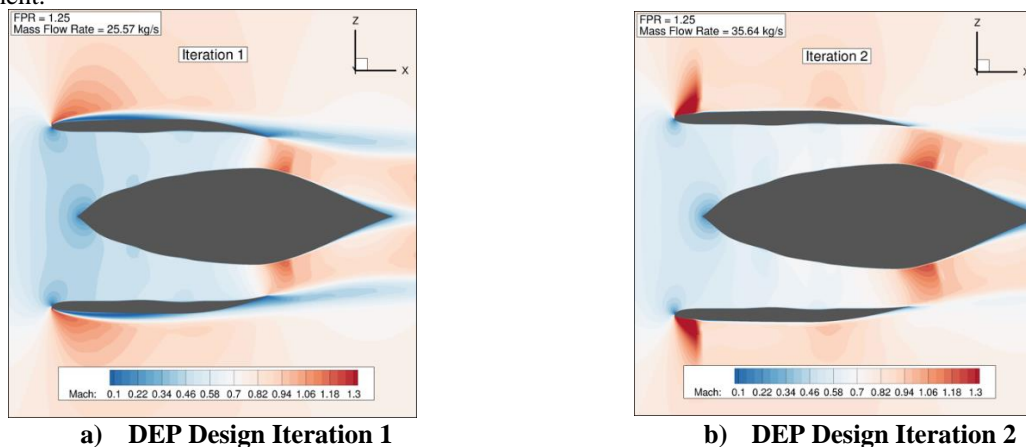 FPR = 1.25
Mass Flow Rate = 25.57 kg/s
Iteration 1
Z
X
Mach: 0.1 0.22 0.34 0.46 0.58 0.7 0.82 0.94 1.06 1.18 1.3
a) DEP Design Iteration 1
FPR = 1.25
Mass Flow Rate = 35.64 kg/s
Iteration 2
Z
X
Mach: 0.1 0.22 0.34 0.46 0.58 0.7 0.82 0.94 1.06 1.18 1.3
b) DEP Design Iteration 2